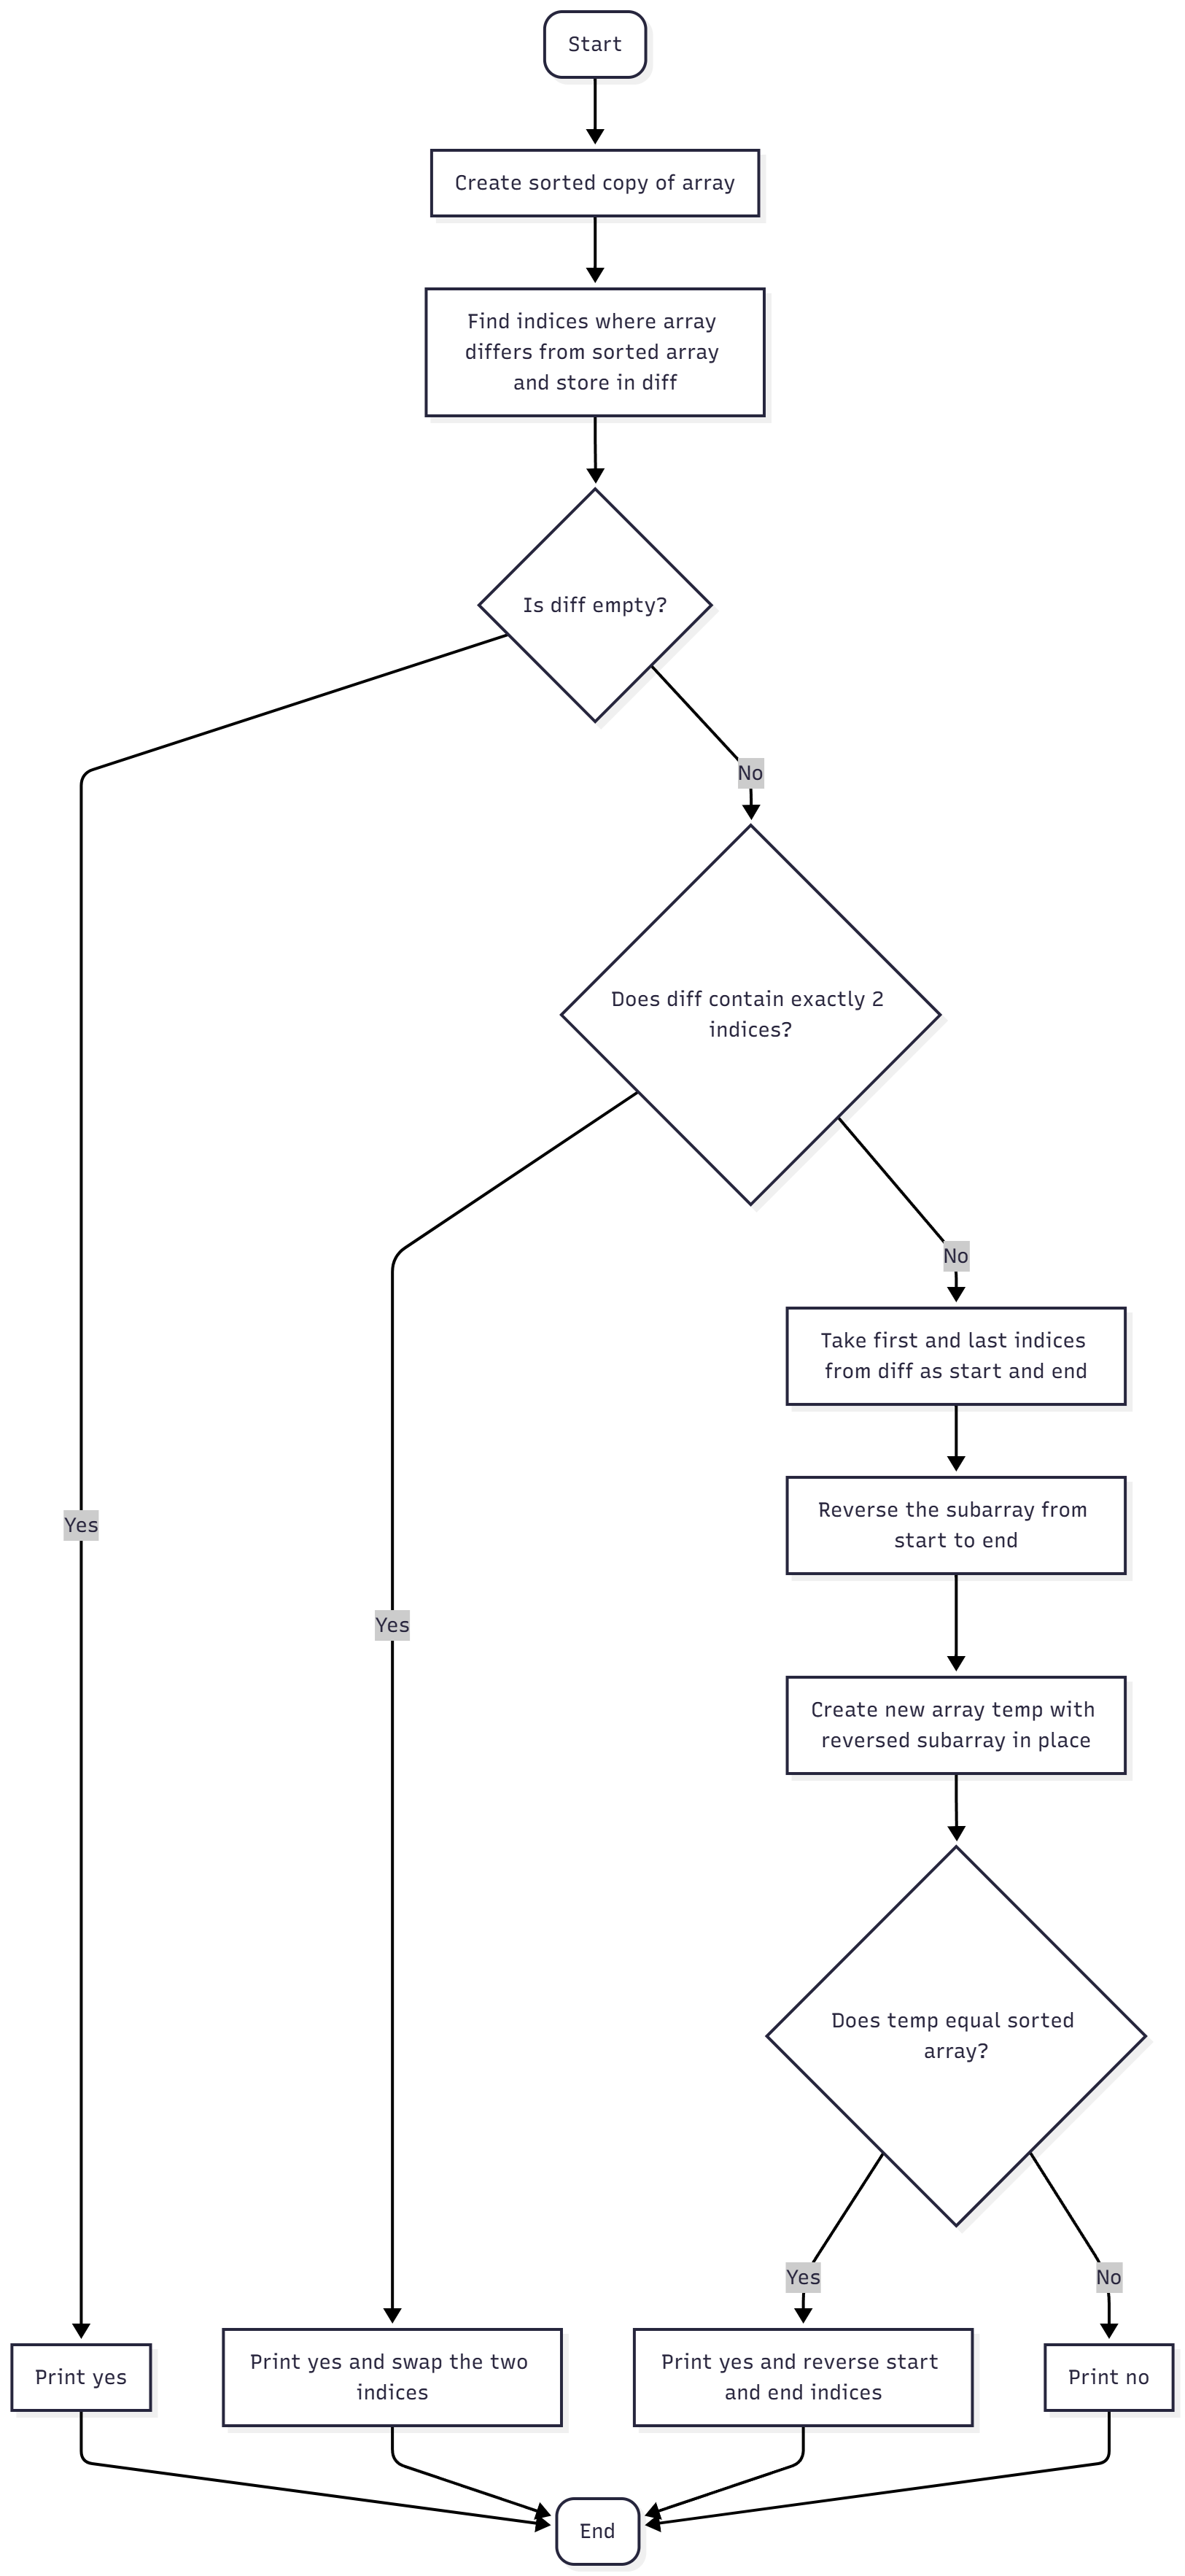 Start
Create sorted copy of array
Find indices where array
differs from sorted array
and store in diff
Is diff empty?
No
Does diff contain exactly 2
indices?
No
Take first and last indices
from diff as start and end
Reverse the subarray from
start to end
Yes
Yes
Create new array temp with
reversed subarray in place
Does temp equal sorted
array?
Yes
No
Print yes
Print yes and swap the two
indices
Print yes and reverse start
and end indices
Print no
End